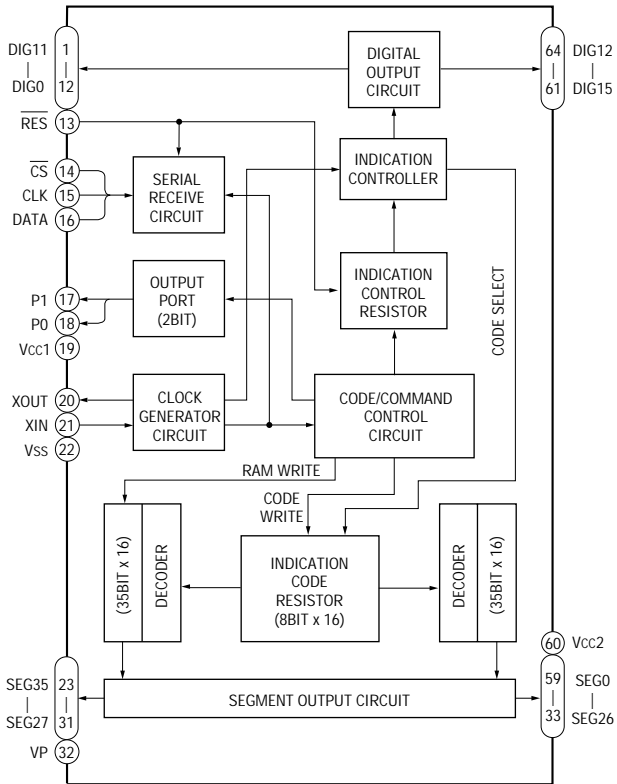 DIG11
|
DIG0
1
|
12
DIGITAL
OUTPUT
CIRCUIT
64
|
61
DIG12
|
DIG15
RES
13
CS
14
CLK
15
DATA
16
SERIAL
RECEIVE
CIRCUIT
INDICATION
CONTROLLER
P1
17
P0
18
VCC1
19
OUTPUT
PORT
(2BIT)
INDICATION
CONTROL
RESISTOR
CODE SELECT
XOUT
20
XIN
21
VSS
22
CLOCK
GENERATOR
CIRCUIT
CODE/COMMAND
CONTROL
CIRCUIT
RAM WRITE
CODE
WRITE
(35BIT x 16)
DECODER
INDICATION
CODE
RESISTOR
(8BIT x 16)
DECODER
(35BIT x 16)
60
VCC2
SEG35
|
SEG27
23
|
31
SEGMENT OUTPUT CIRCUIT
59
|
33
SEG0
|
SEG26
VP
32